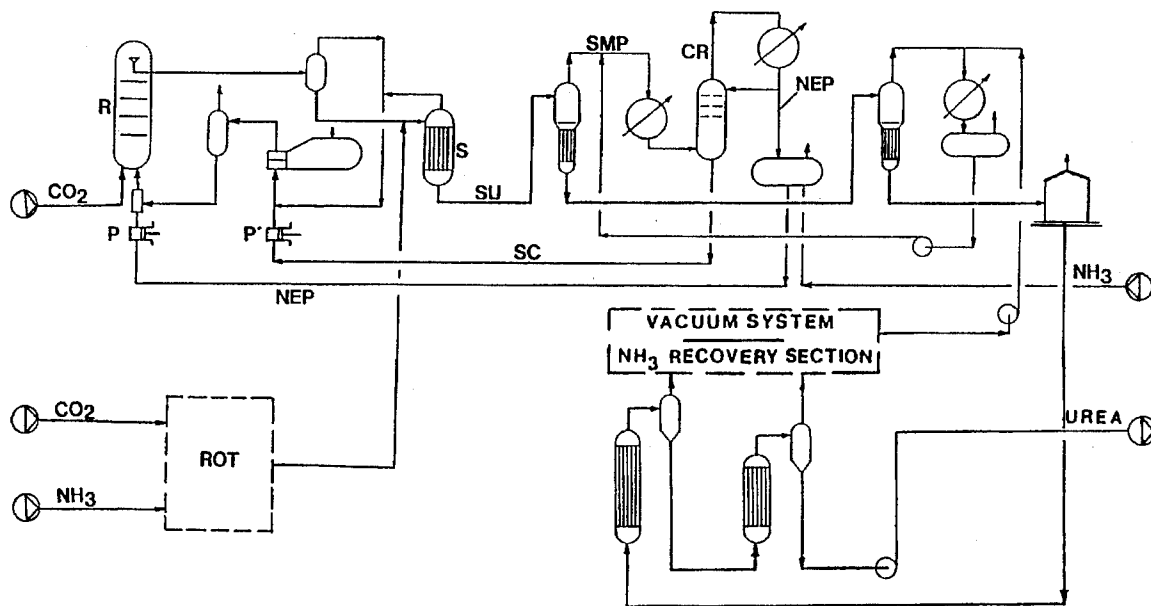 SMP
CR
NEP
R
S
CO2
SU
P
P'
SC
NH3
NEP
VACUUM SYSTEM
NH3 RECOVERY SECTION
CO2
UREA
ROT
NH3